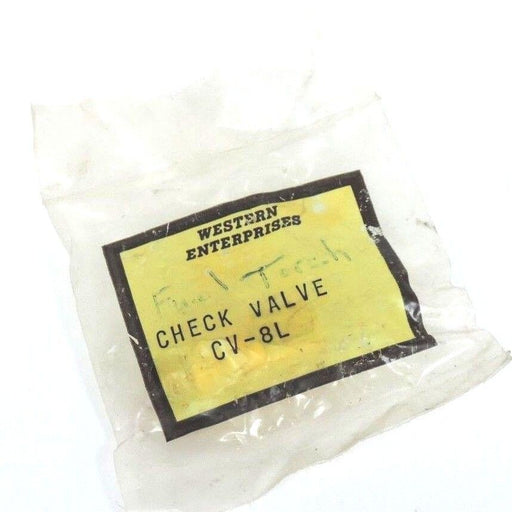 WESTERN
ENTERPRISES
Fuel Torch
CHECK VALVE
CV-8L